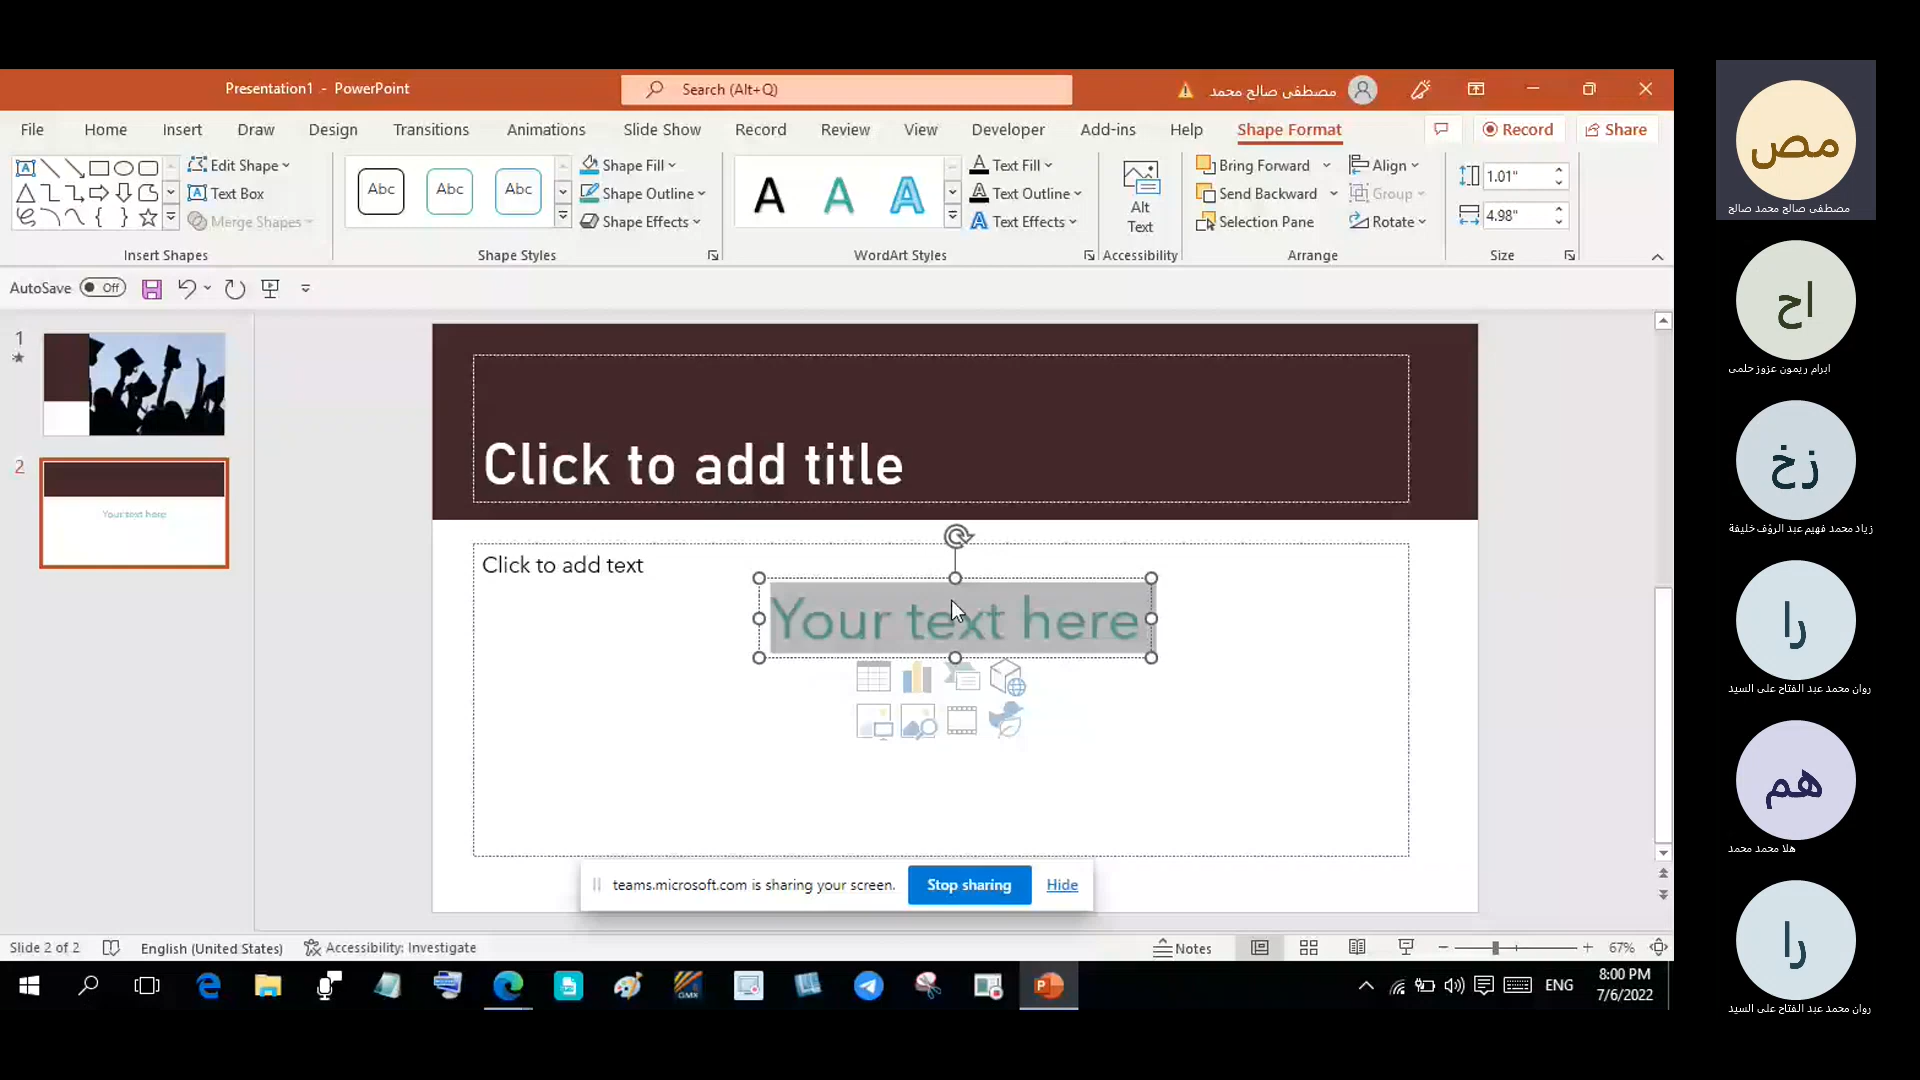 Presentation1 - PowerPoint
Search (Alt+Q)
مصطفى صالح محمد
File Home Insert Draw Design Transitions Animations Slide Show Record Review View Developer Add-ins Help Shape Format Record Share
Edit Shape
Text Box
Merge Shapes
Insert Shapes
Abc Abc Abc
Shape Fill
Shape Outline
Shape Effects
Shape Styles
A A A
Text Fill
Text Outline
Text Effects
WordArt Styles
Alt
Text
Accessibility
Bring Forward
Send Backward
Selection Pane
Align
Group
Rotate
Arrange
1.01"
4.98"
Size
AutoSave Off
1
2
Your text here
Click to add title
Click to add text
Your text here
teams.microsoft.com is sharing your screen. Stop sharing Hide
Slide 2 of 2 English (United States) Accessibility: Investigate Notes 67%
GMX
ENG
8:00 PM
7/6/2022
مص
مصطفى صالح محمد صالح
اح
ابرام ريمون عزوز حلمى
زخ
زياد محمد فهيم عبد الرؤف خليفة
را
روان محمد عبد الفتاح على السيد
هم
هلا محمد محمد
را
روان محمد عبد الفتاح على السيد